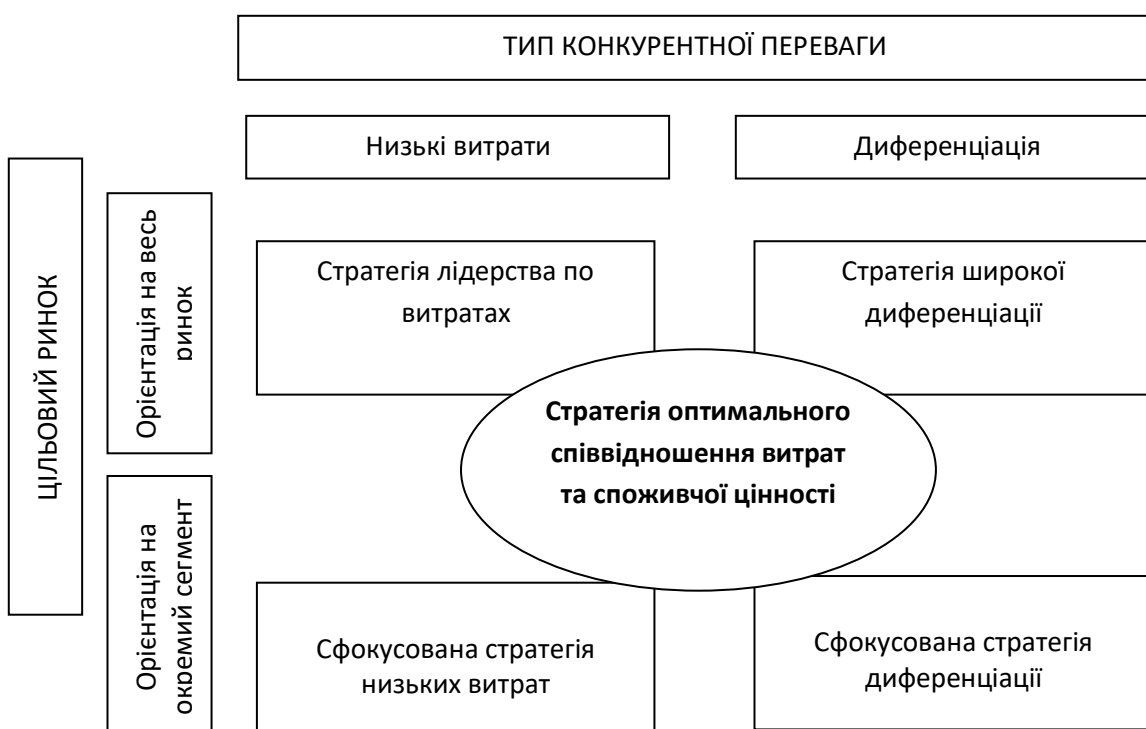 ТИП КОНКУРЕНТНОЇ ПЕРЕВАГИ
Низькі витрати
Диференціація
ЦІЛЬОВИЙ РИНОК
Орієнтація на весь
ринок
Стратегія лідерства по
витратах
Стратегія широкої
диференціації
Стратегія оптимального
співвідношення витрат
та споживчої цінності
Орієнтація на
окремий сегмент
Сфокусована стратегія
низьких витрат
Сфокусована стратегія
диференціації